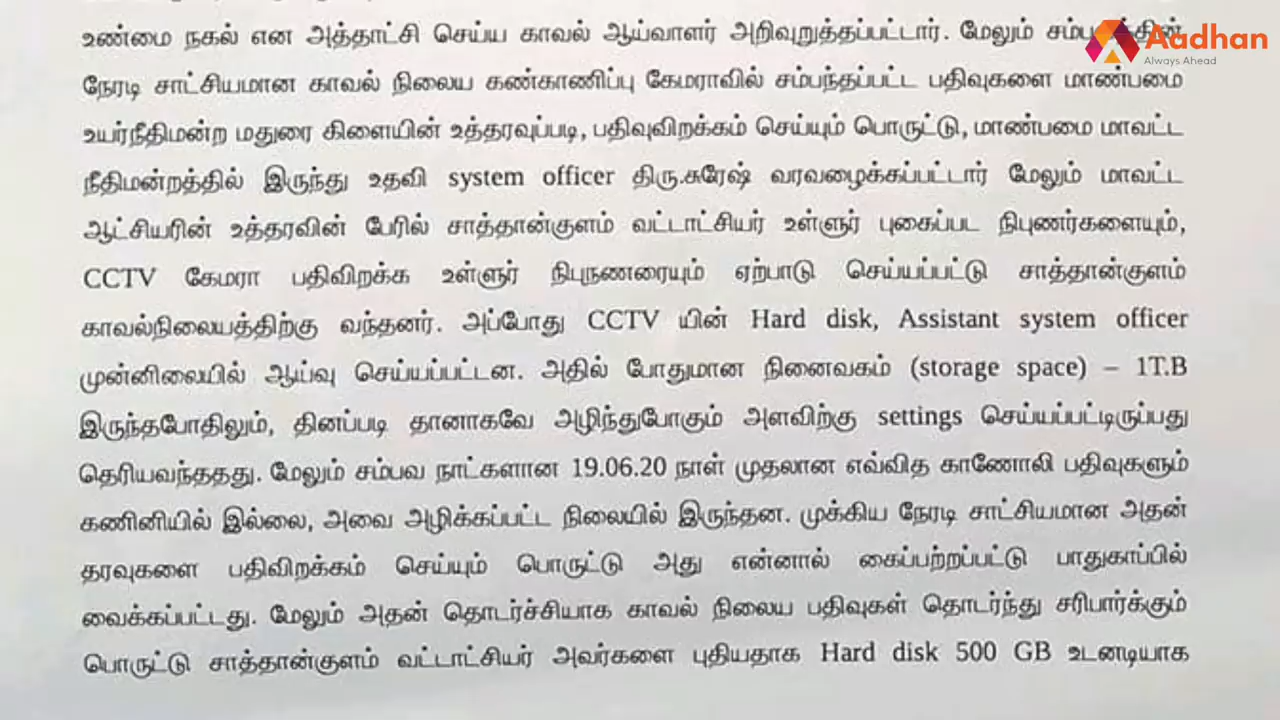 உண்மை நகல் என அத்தாட்சி செய்ய காவல் ஆய்வாளர் அறிவுறுத்தப்பட்டார். மேலும்
Aadhan
Always Ahead
நேரடி சாட்சியமான காவல் நிலைய கண்காணிப்பு கேமராவில் சம்பந்தப்பட்ட பதிவுகளை மாண்பமை
உயர்நீதிமன்ற மதுரை கிளையின் உத்தரவுப்படி, பதிவுவிறக்கம் செய்யும் பொருட்டு, மாண்பமை மாவட்ட
நீதிமன்றத்தில் இருந்து உதவி system officer திரு.சுரேஷ் வரவழைக்கப்பட்டார் மேலும் மாவட்ட
ஆட்சியரின் உத்தரவின் பேரில் சாத்தான்குளம் வட்டாட்சியர் உள்ளுர் புகைப்பட நிபுணர்களையும்,
CCTV கேமரா பதிவிறக்க உள்ளுர் நிபுநணரையும் ஏற்பாடு செய்யப்பட்டு சாத்தான்குளம்
காவல்நிலையத்திற்கு வந்தனர். அப்போது CCTV யின் Hard disk, Assistant system officer
முன்னிலையில் ஆய்வு செய்யப்பட்டன. அதில் போதுமான நினைவகம் (storage space) – 1T.B
இருந்தபோதிலும், தினப்படி தானாகவே அழிந்துபோகும் அளவிற்கு settings செய்யப்பட்டிருப்பது
தெரியவந்ததது. மேலும் சம்பவ நாட்களான 19.06.20 நாள் முதலான எவ்வித காணோலி பதிவுகளும்
கணினியில் இல்லை, அவை அழிக்கப்பட்ட நிலையில் இருந்தன. முக்கிய நேரடி சாட்சியமான அதன்
தரவுகளை பதிவிறக்கம் செய்யும் பொருட்டு அது என்னால் கைப்பற்றப்பட்டு பாதுகாப்பில்
வைக்கப்பட்டது. மேலும் அதன் தொடர்ச்சியாக காவல் நிலைய பதிவுகள் தொடர்ந்து சரிபார்க்கும்
பொருட்டு சாத்தான்குளம் வட்டாட்சியர் அவர்களை புதியதாக Hard disk 500 GB உடனடியாக